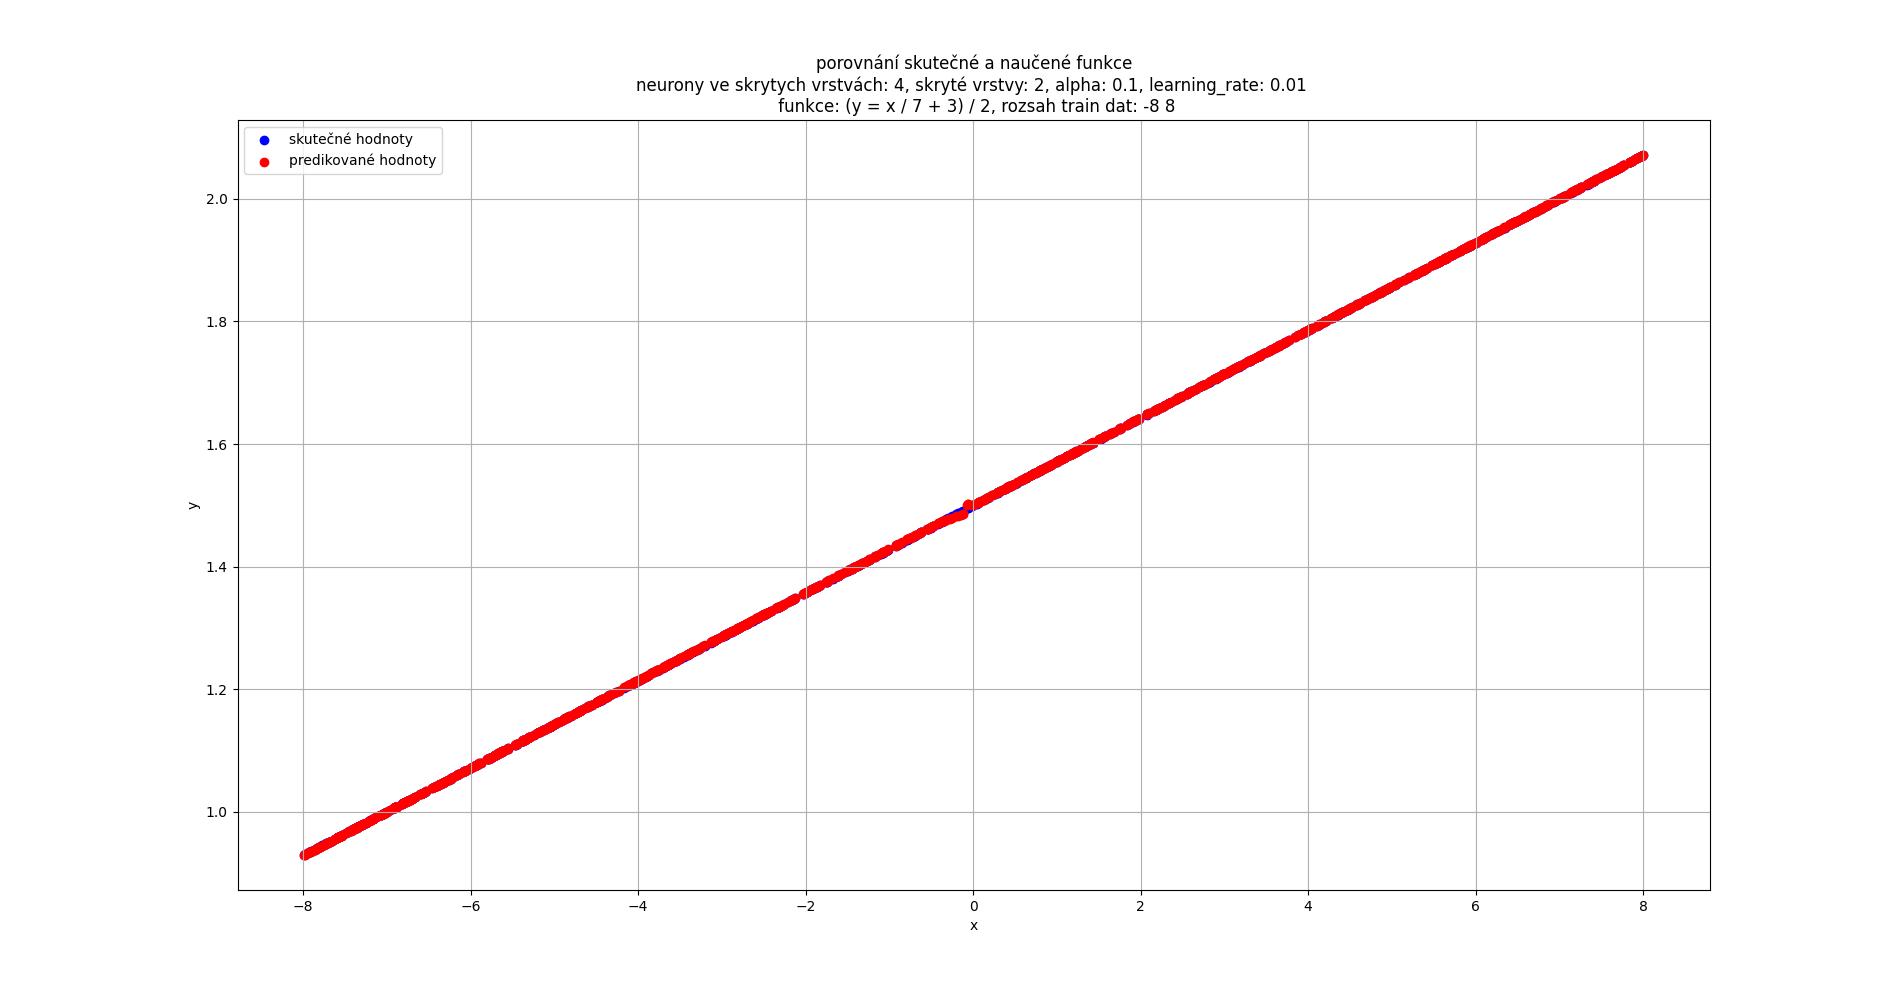 porovnání skutečné a naučené funkce
neurony ve skrytych vrstvách: 4, skryté vrstvy: 2, alpha: 0.1, learning_rate: 0.01
funkce: (y = x / 7 + 3) / 2, rozsah train dat: -8 8
skutečné hodnoty
predikované hodnoty
2.0
1.8
1.6
1.4
1.2
1.0
y
−8 −6 −4 −2 0 2 4 6 8
x